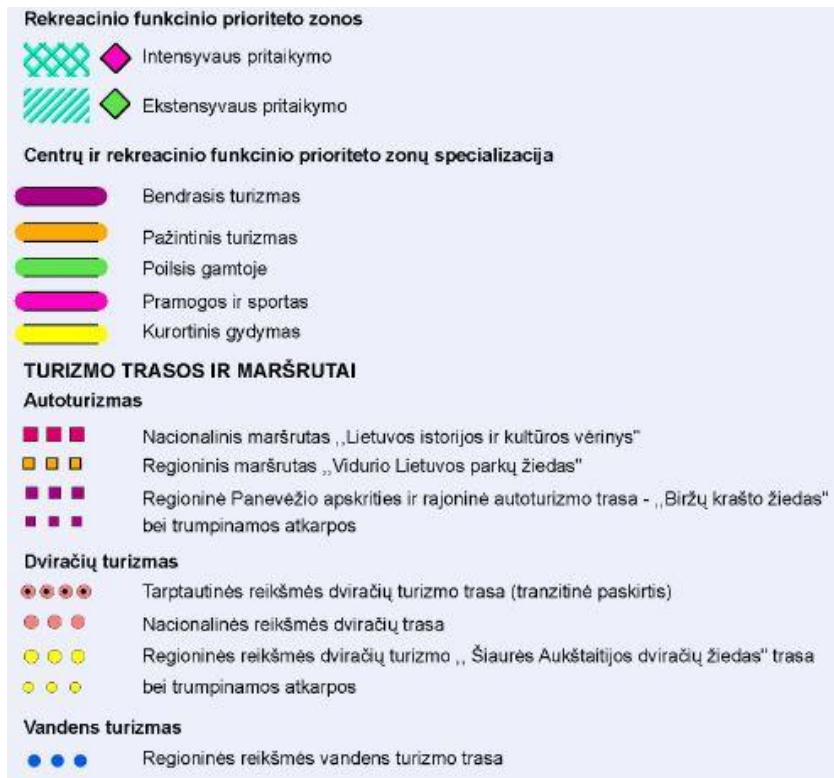 Rekreacinio funkcinio prioriteto zonos
Intensyvaus pritaikymo
Ekstensyvaus pritaikymo
Centrų ir rekreacinio funkcinio prioriteto zonų specializacija
Bendrasis turizmas
Pažintinis turizmas
Poilsis gamtoje
Pramogos ir sportas
Kurortinis gydymas
TURIZMO TRASOS IR MARŠRUTAI
Autoturizmas
Nacionalinis maršrutas ,,Lietuvos istorijos ir kultūros vėrinys"
Regioninis maršrutas ,,Vidurio Lietuvos parkų žiedas"
Regioninė Panevėžio apskrities ir rajoninė autoturizmo trasa - ,,Biržų krašto žiedas"
bei trumpinamos atkarpos
Dviračių turizmas
Tarptautinės reikšmės dviračių turizmo trasa (tranzitinė paskirtis)
Nacionalinės reikšmės dviračių trasa
Regioninės reikšmės dviračių turizmo ,, Šiaurės Aukštaitijos dviračių žiedas" trasa
bei trumpinamos atkarpos
Vandens turizmas
Regioninės reikšmės vandens turizmo trasa